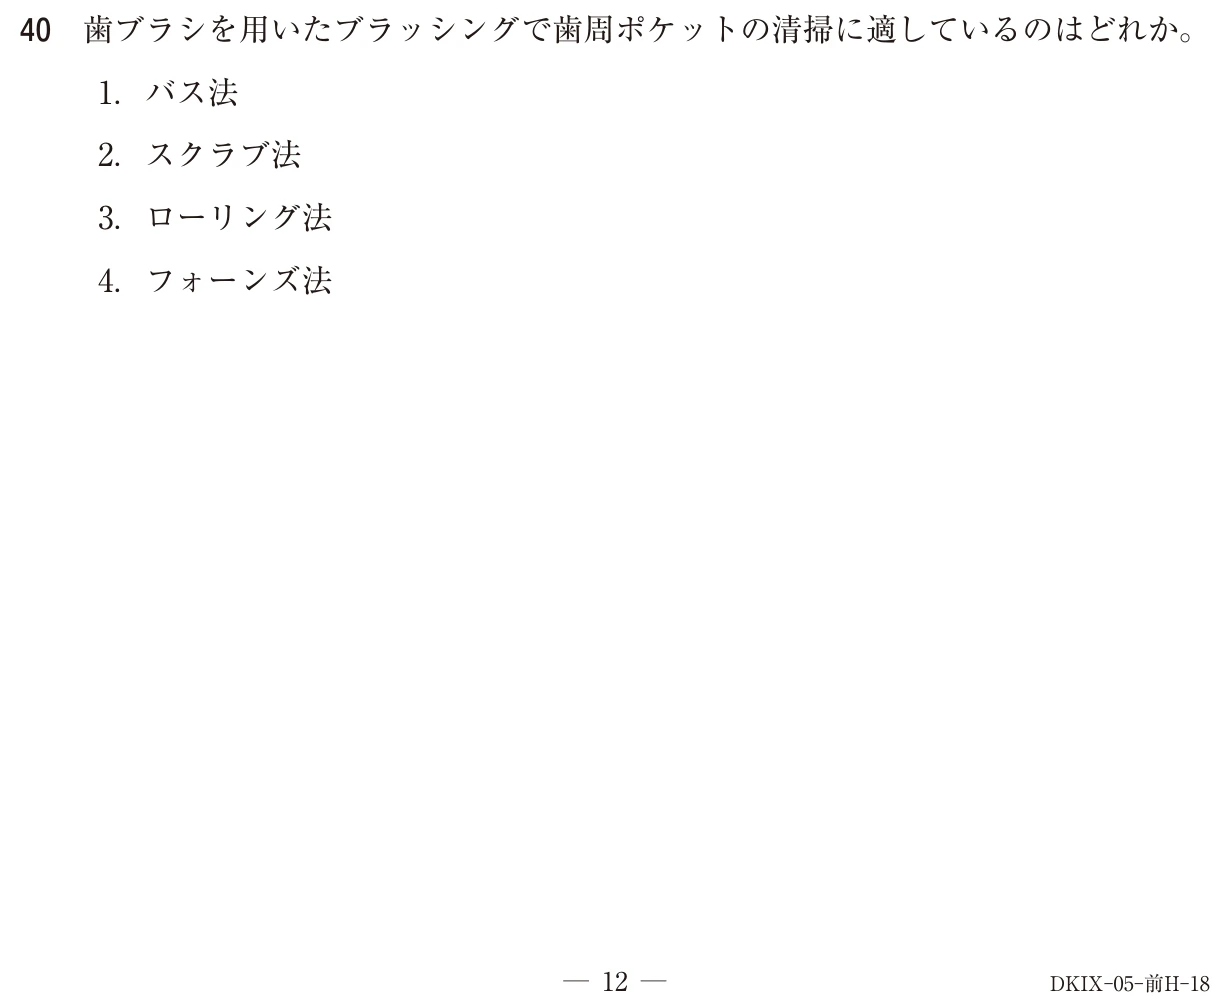 40 歯ブラシを用いたブラッシングで歯周ポケットの清掃に適しているのはどれか。
1. バス法
2. スクラブ法
3. ローリング法
4. フォーンズ法
— 12 —
DKIX-05-前H-18